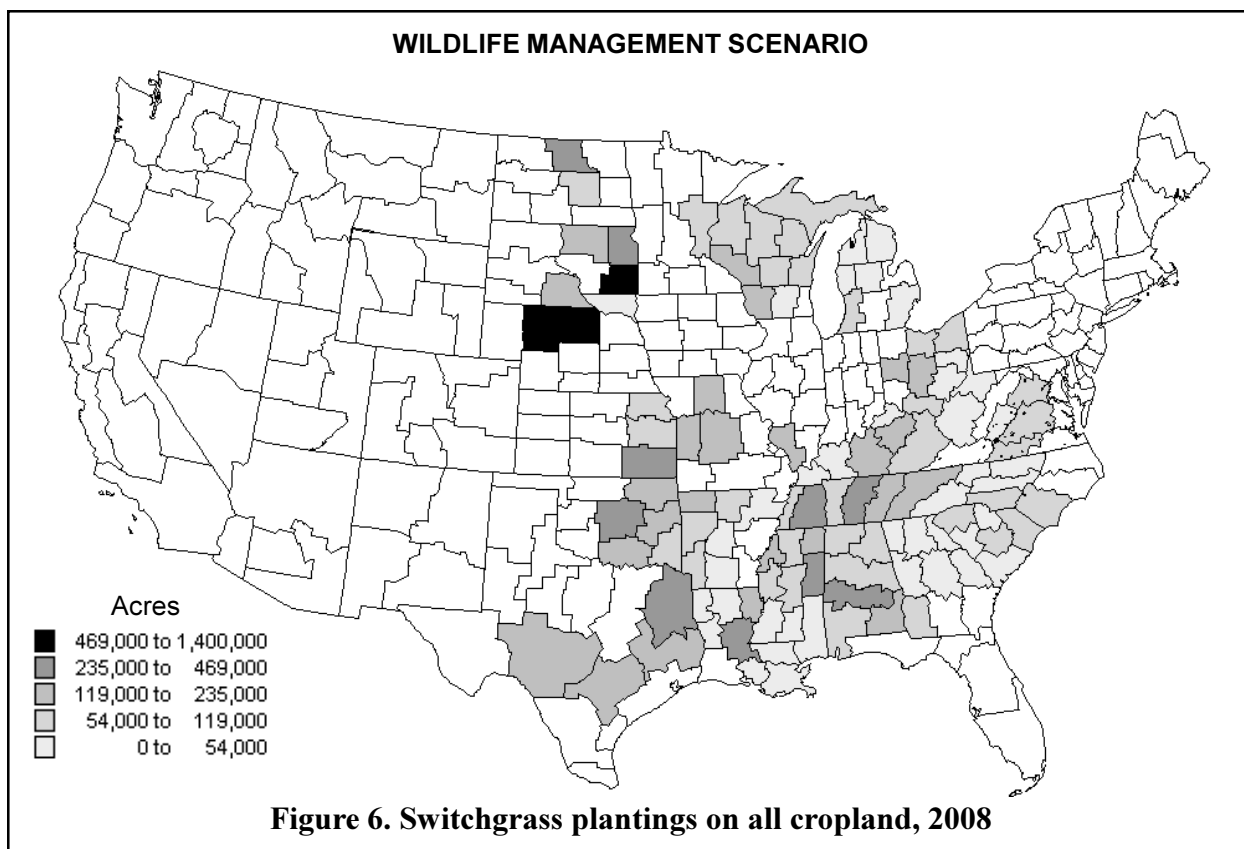 WILDLIFE MANAGEMENT SCENARIO
Acres
469,000 to 1,400,000
235,000 to 469,000
119,000 to 235,000
54,000 to 119,000
0 to 54,000
Figure 6. Switchgrass plantings on all cropland, 2008